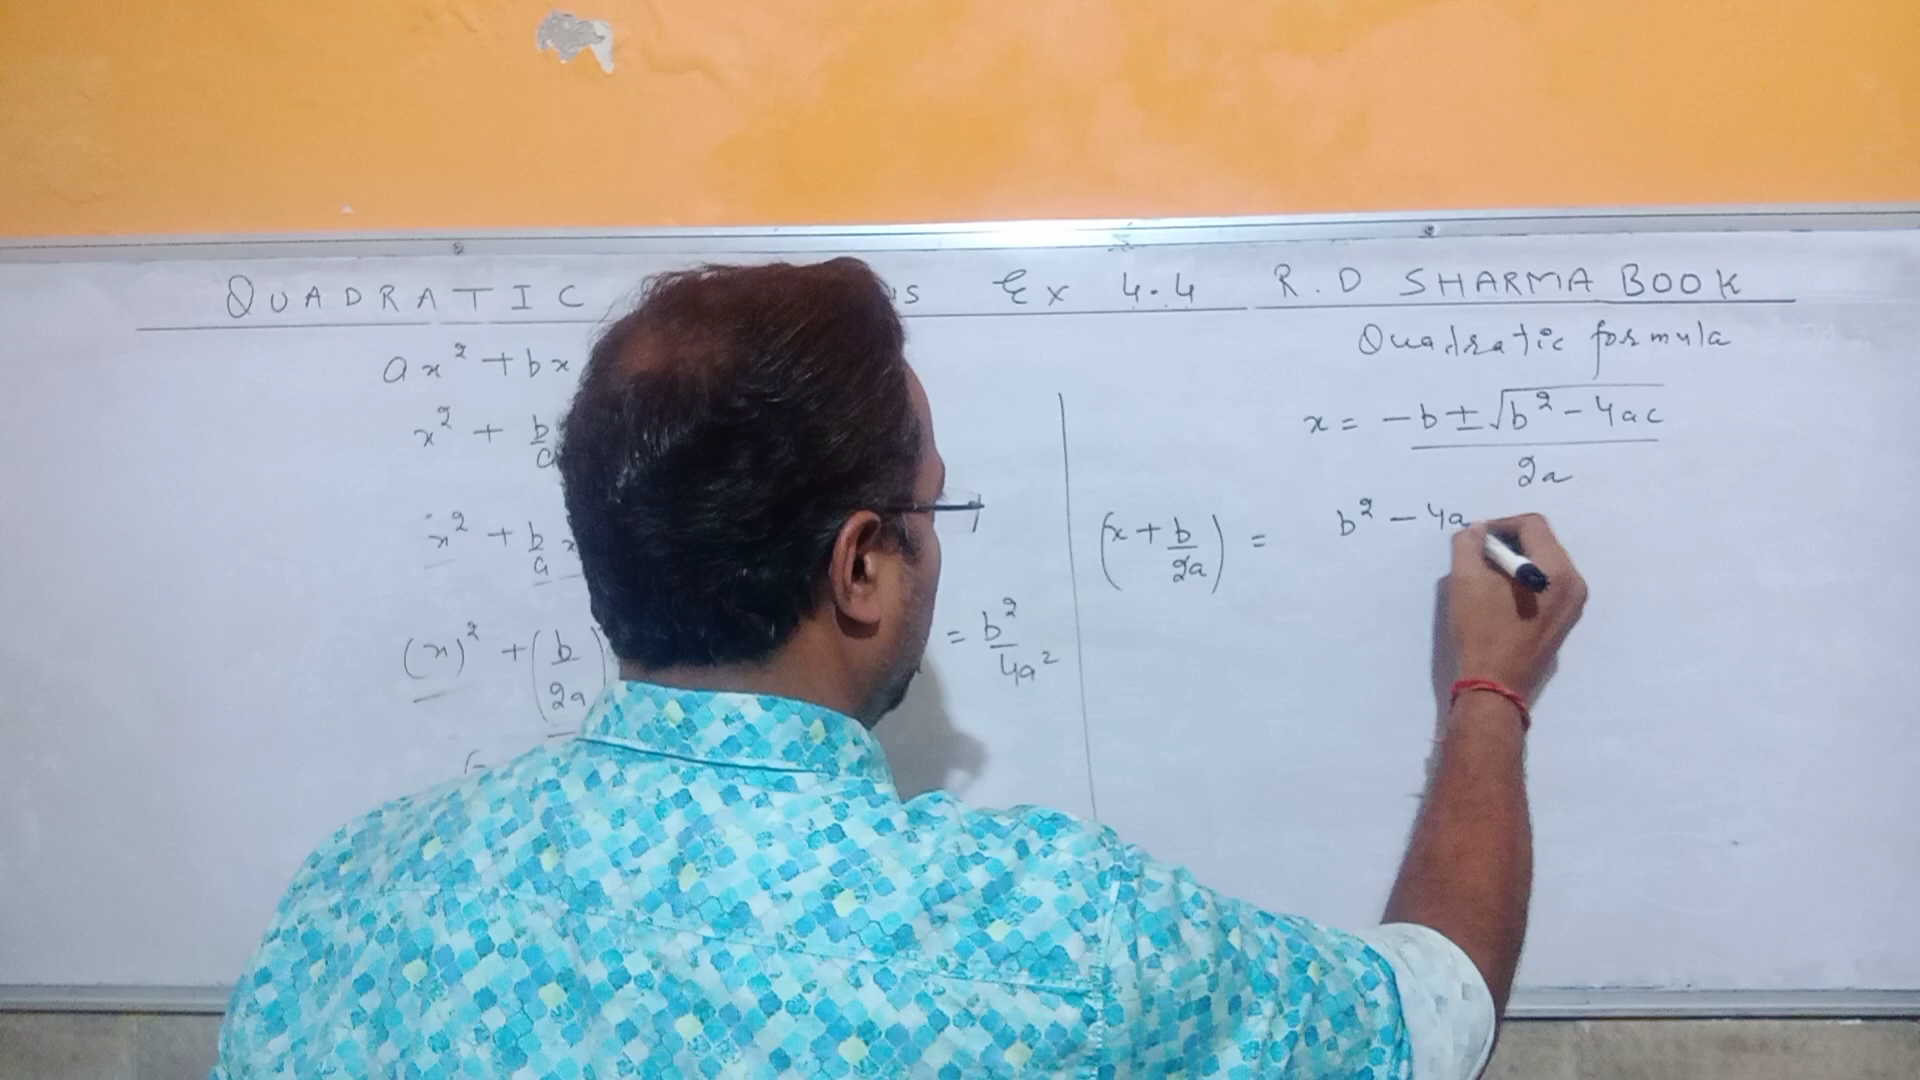 QUADRATIC Ex 4.4 R.D SHARMA BOOK
ax² + bx
x² + b/a
x² + b/a x
(x)² + (b/2a) = b²/4a²
Quadratic formula
x = -b ± √b² - 4ac / 2a
(x + b/2a) = b² - 4a